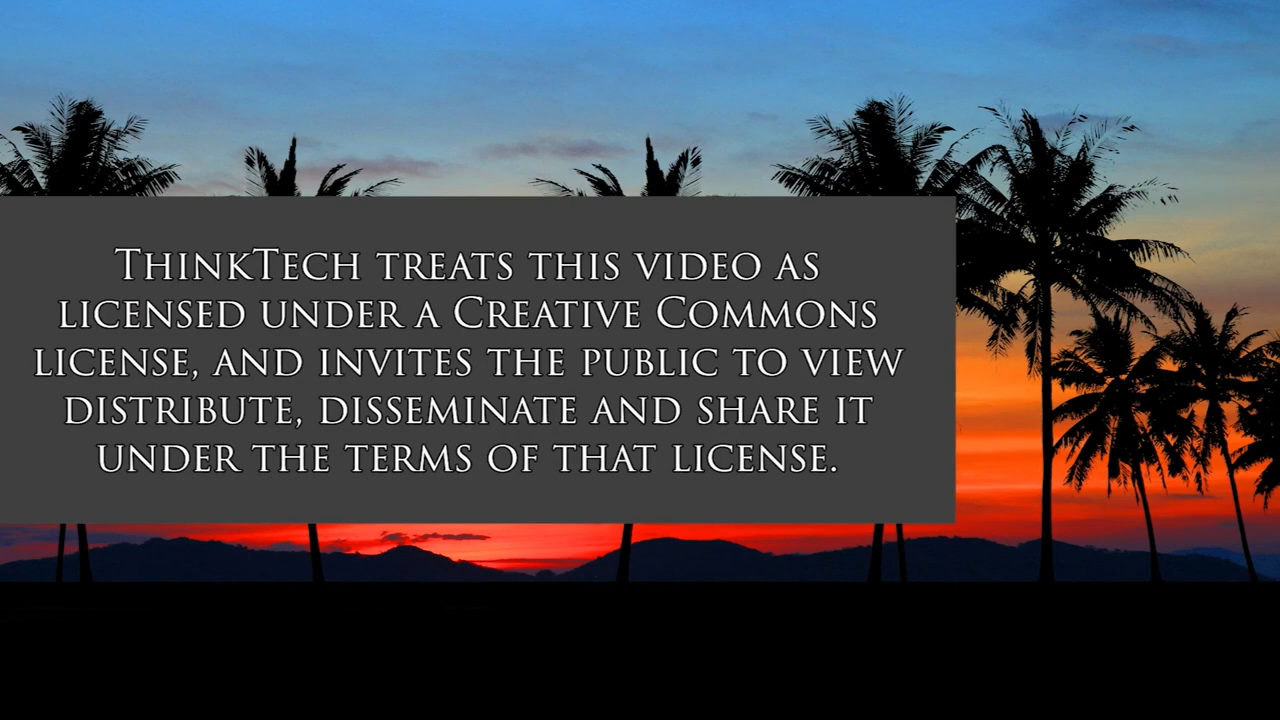 ThinkTech treats this video as
licensed under a Creative Commons
license, and invites the public to view
distribute, disseminate and share it
under the terms of that license.